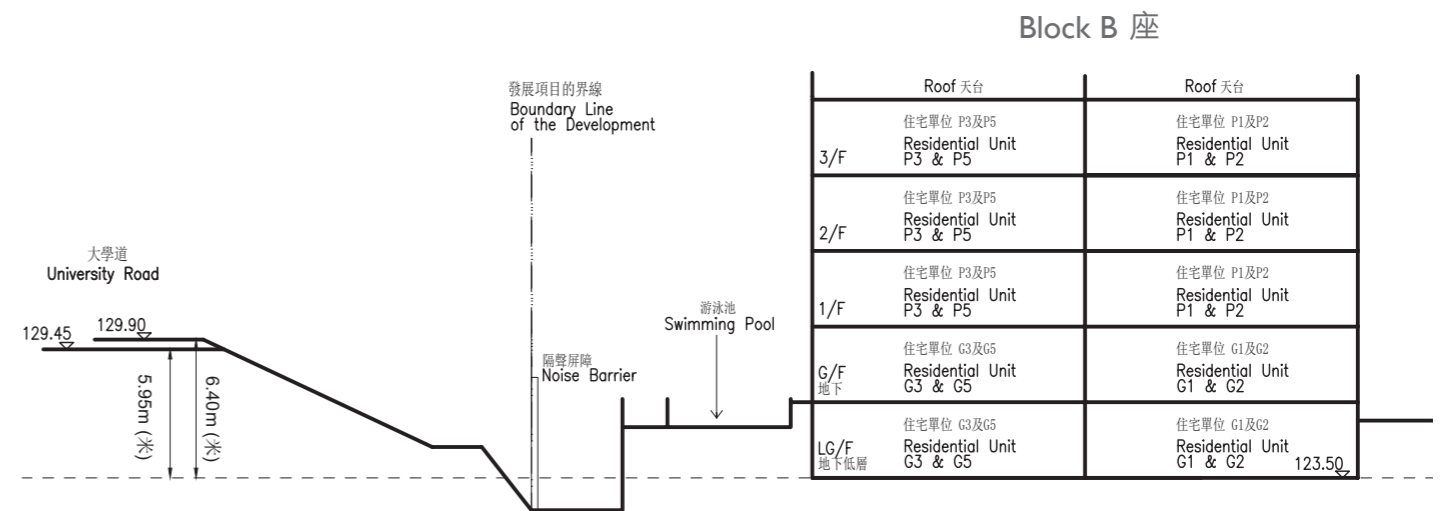 Block B 座
發展項目的界線
Boundary Line
of the Development
大學道
University Road
129.45
129.90
5.95m (米)
6.40m (米)
隔聲屏障
Noise Barrier
游泳池
Swimming Pool
Roof 天台
Roof 天台
3/F
住宅單位 P3及P5
Residential Unit
P3 & P5
住宅單位 P1及P2
Residential Unit
P1 & P2
2/F
住宅單位 P3及P5
Residential Unit
P3 & P5
住宅單位 P1及P2
Residential Unit
P1 & P2
1/F
住宅單位 P3及P5
Residential Unit
P3 & P5
住宅單位 P1及P2
Residential Unit
P1 & P2
G/F
地下
住宅單位 G3及G5
Residential Unit
G3 & G5
住宅單位 G1及G2
Residential Unit
G1 & G2
LG/F
地下低層
住宅單位 G3及G5
Residential Unit
G3 & G5
住宅單位 G1及G2
Residential Unit
G1 & G2
123.50